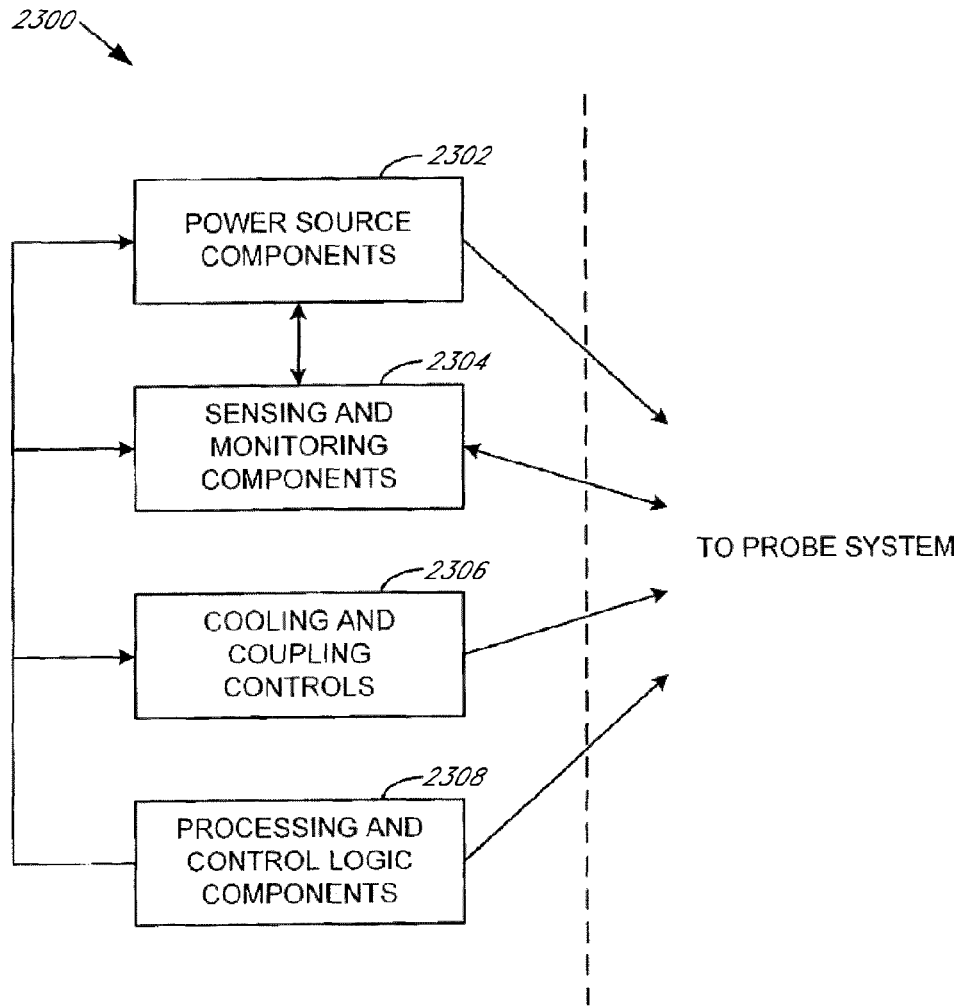 2300
2302
POWER SOURCE
COMPONENTS
2304
SENSING AND
MONITORING
COMPONENTS
TO PROBE SYSTEM
2306
COOLING AND
COUPLING
CONTROLS
2308
PROCESSING AND
CONTROL LOGIC
COMPONENTS